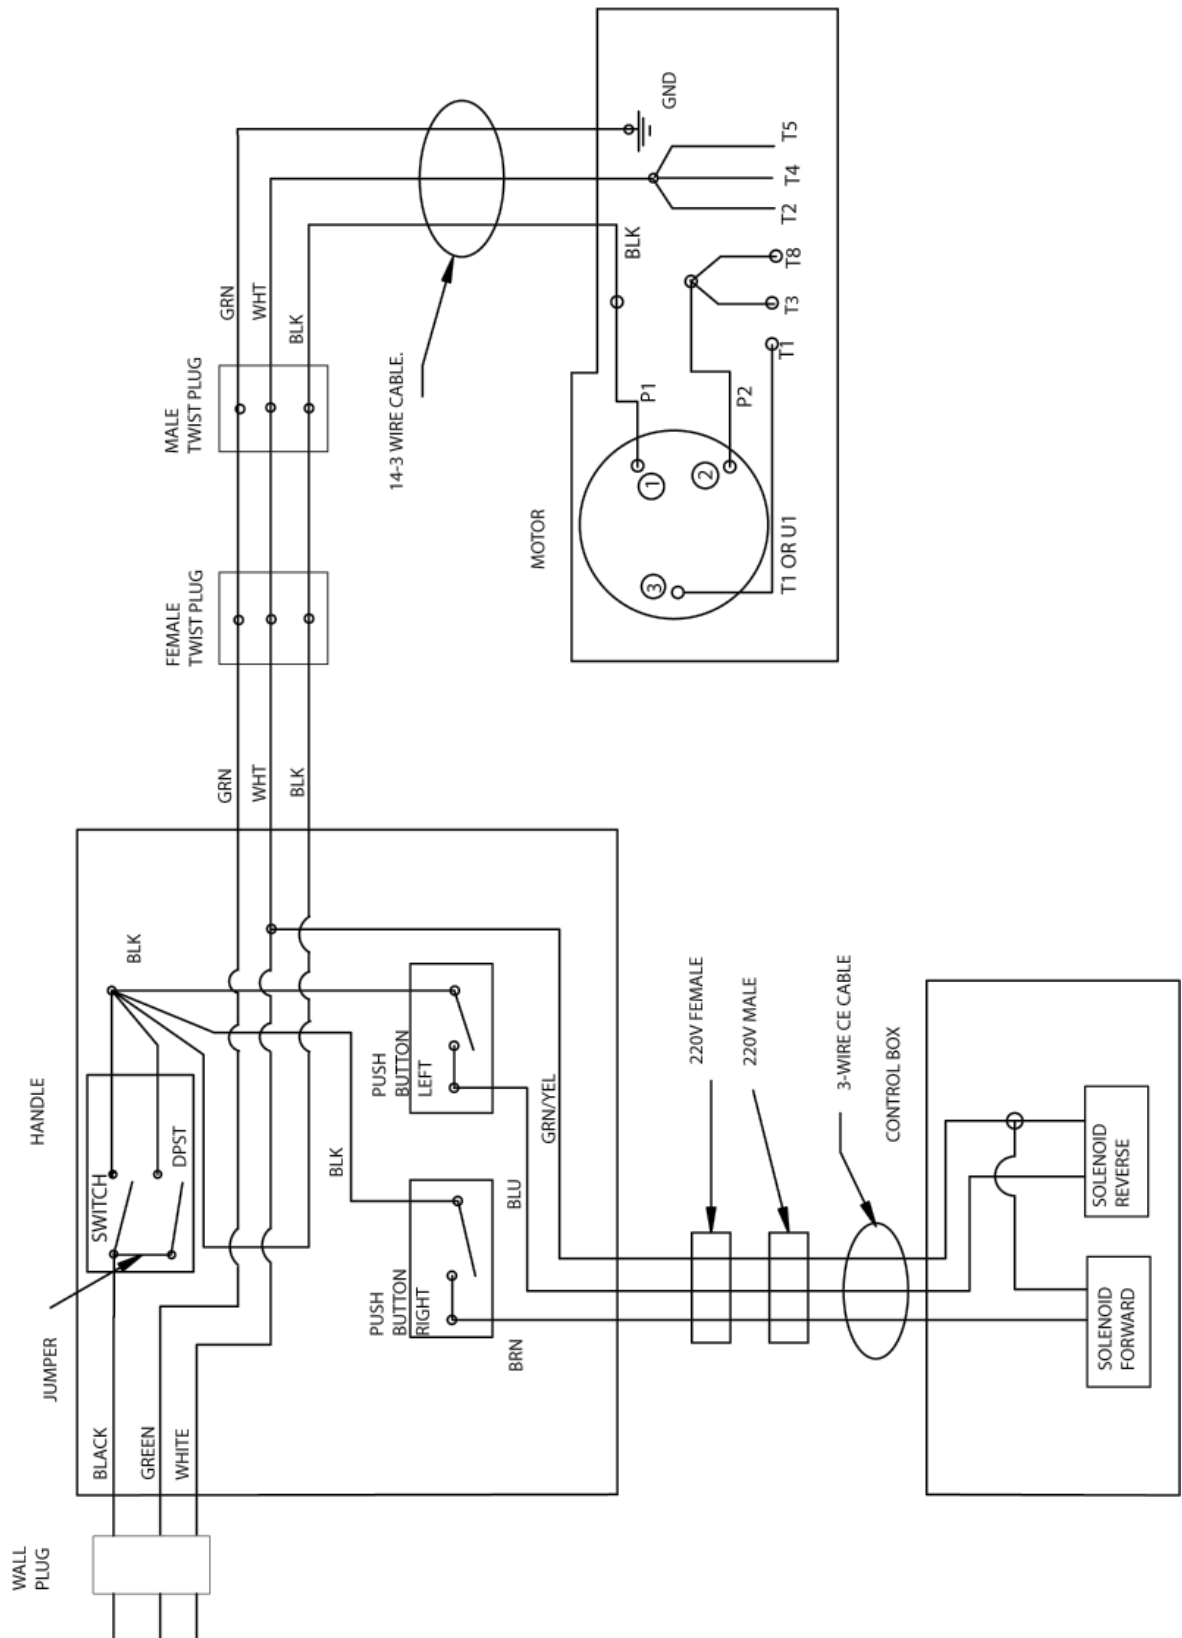 WALL
PLUG
BLACK
GREEN
WHITE
JUMPER
HANDLE
SWITCH
DPST
BLK
BLK
PUSH
BUTTON
RIGHT
BRN
PUSH
BUTTON
LEFT
BLU
GRN/YEL
GRN
WHT
BLK
FEMALE
TWIST PLUG
MALE
TWIST PLUG
GRN
WHT
BLK
14-3 WIRE CABLE.
MOTOR
1
2
3
P1
P2
T1 OR U1
BLK
GND
T1
T3
T8
T2
T4
T5
220V FEMALE
220V MALE
3-WIRE CE CABLE
CONTROL BOX
SOLENOID
FORWARD
SOLENOID
REVERSE